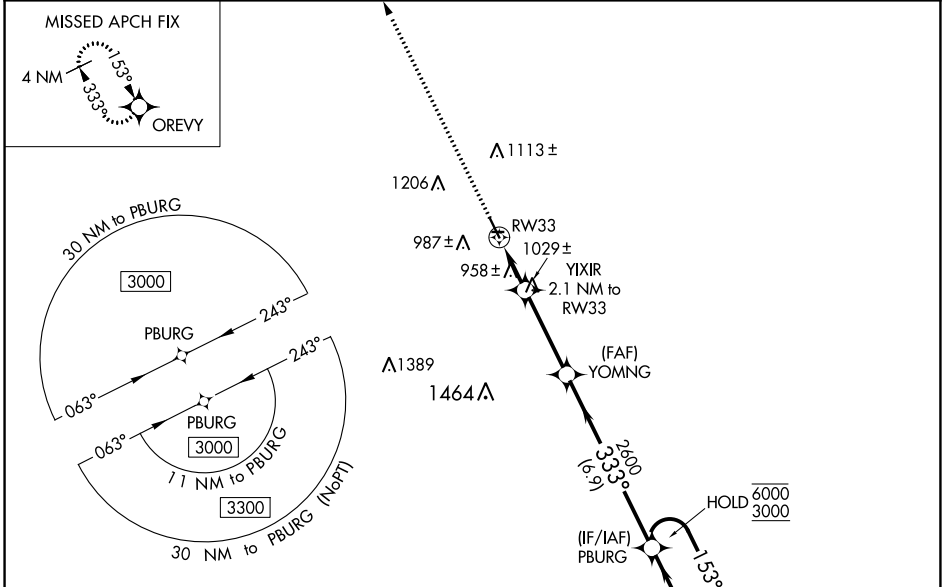 MISSED APCH FIX
4 NM
153°
333°
OREVY
1113 ±
1206
RW33
987 ±
1029 ±
958 ±
YIXIR
2.1 NM to
RW33
30 NM to PBURG
3000
243°
PBURG
063°
243°
063°
PBURG
3000
11 NM to PBURG
3300
30 NM to PBURG (NoPT)
1389
1464
(FAF)
YOMNG
2600
333°
(6.9)
HOLD 6000
3000
(IF/IAF)
PBURG
153°